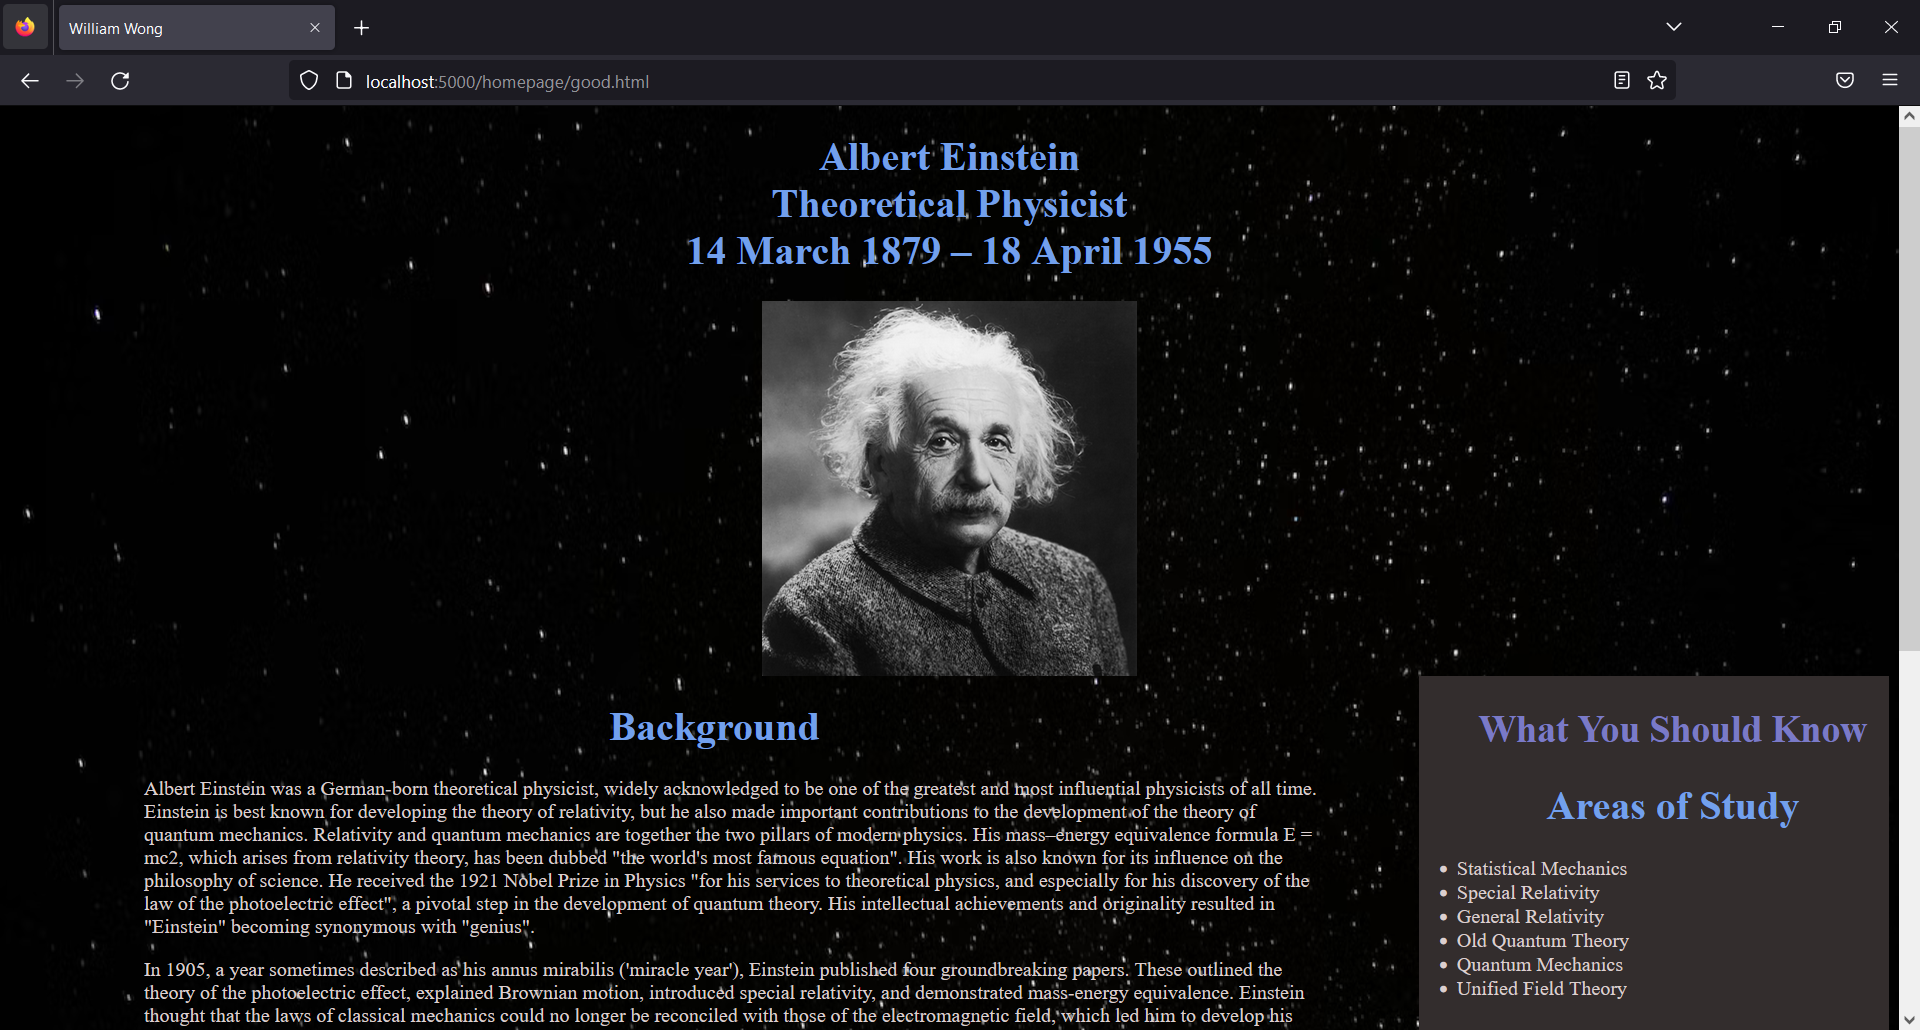 William Wong
localhost:5000/homepage/good.html
Albert Einstein
Theoretical Physicist
14 March 1879 – 18 April 1955
Background
Albert Einstein was a German-born theoretical physicist, widely acknowledged to be one of the greatest and most influential physicists of all time.
Einstein is best known for developing the theory of relativity, but he also made important contributions to the development of the theory of
quantum mechanics. Relativity and quantum mechanics are together the two pillars of modern physics. His mass–energy equivalence formula E =
mc2, which arises from relativity theory, has been dubbed "the world's most famous equation". His work is also known for its influence on the
philosophy of science. He received the 1921 Nobel Prize in Physics "for his services to theoretical physics, and especially for his discovery of the
law of the photoelectric effect", a pivotal step in the development of quantum theory. His intellectual achievements and originality resulted in
"Einstein" becoming synonymous with "genius".
In 1905, a year sometimes described as his annus mirabilis ('miracle year'), Einstein published four groundbreaking papers. These outlined the
theory of the photoelectric effect, explained Brownian motion, introduced special relativity, and demonstrated mass-energy equivalence. Einstein
thought that the laws of classical mechanics could no longer be reconciled with those of the electromagnetic field, which led him to develop his
What You Should Know
Areas of Study
• Statistical Mechanics
• Special Relativity
• General Relativity
• Old Quantum Theory
• Quantum Mechanics
• Unified Field Theory